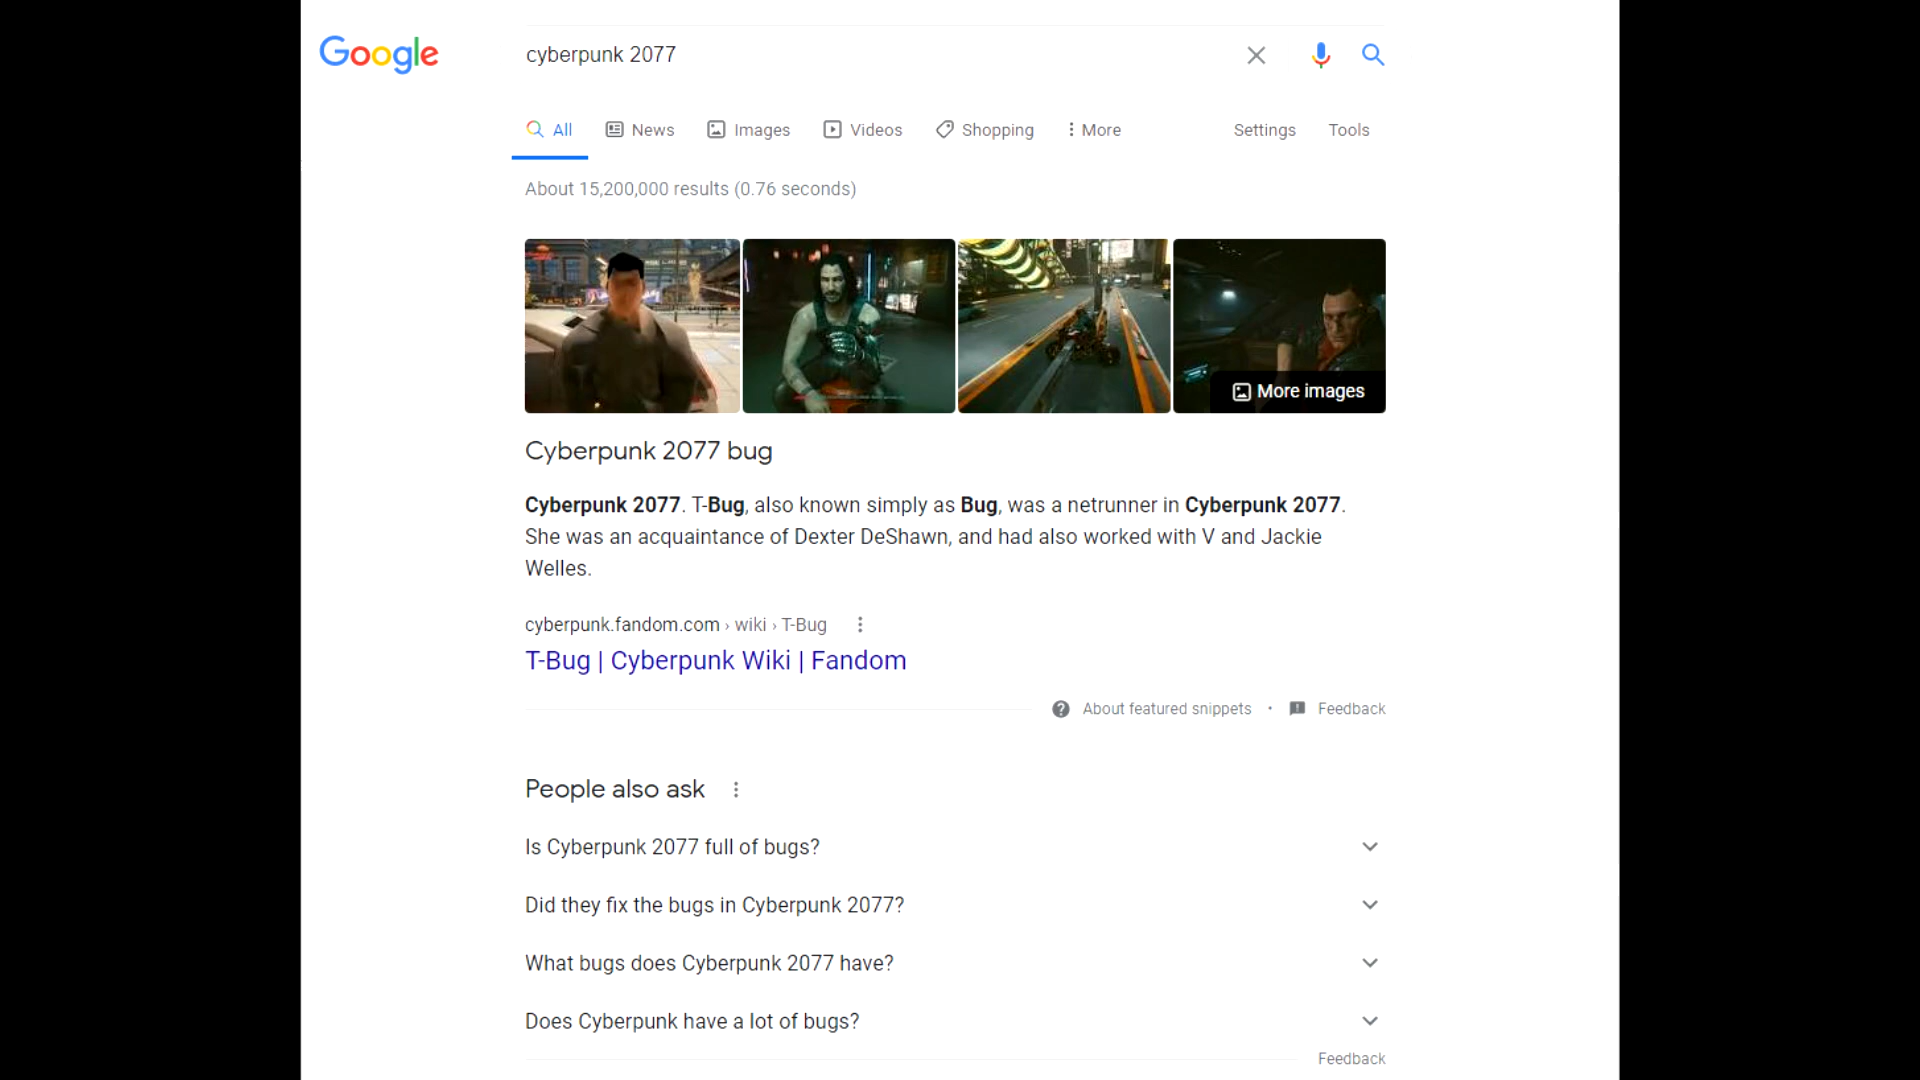 Google
cyberpunk 2077
All News Images Videos Shopping More Settings Tools
About 15,200,000 results (0.76 seconds)
More images
Cyberpunk 2077 bug
Cyberpunk 2077. T-Bug, also known simply as Bug, was a netrunner in Cyberpunk 2077.
She was an acquaintance of Dexter DeShawn, and had also worked with V and Jackie
Welles.
cyberpunk.fandom.com › wiki › T-Bug
T-Bug | Cyberpunk Wiki | Fandom
About featured snippets · Feedback
People also ask
Is Cyberpunk 2077 full of bugs?
Did they fix the bugs in Cyberpunk 2077?
What bugs does Cyberpunk 2077 have?
Does Cyberpunk have a lot of bugs?
Feedback